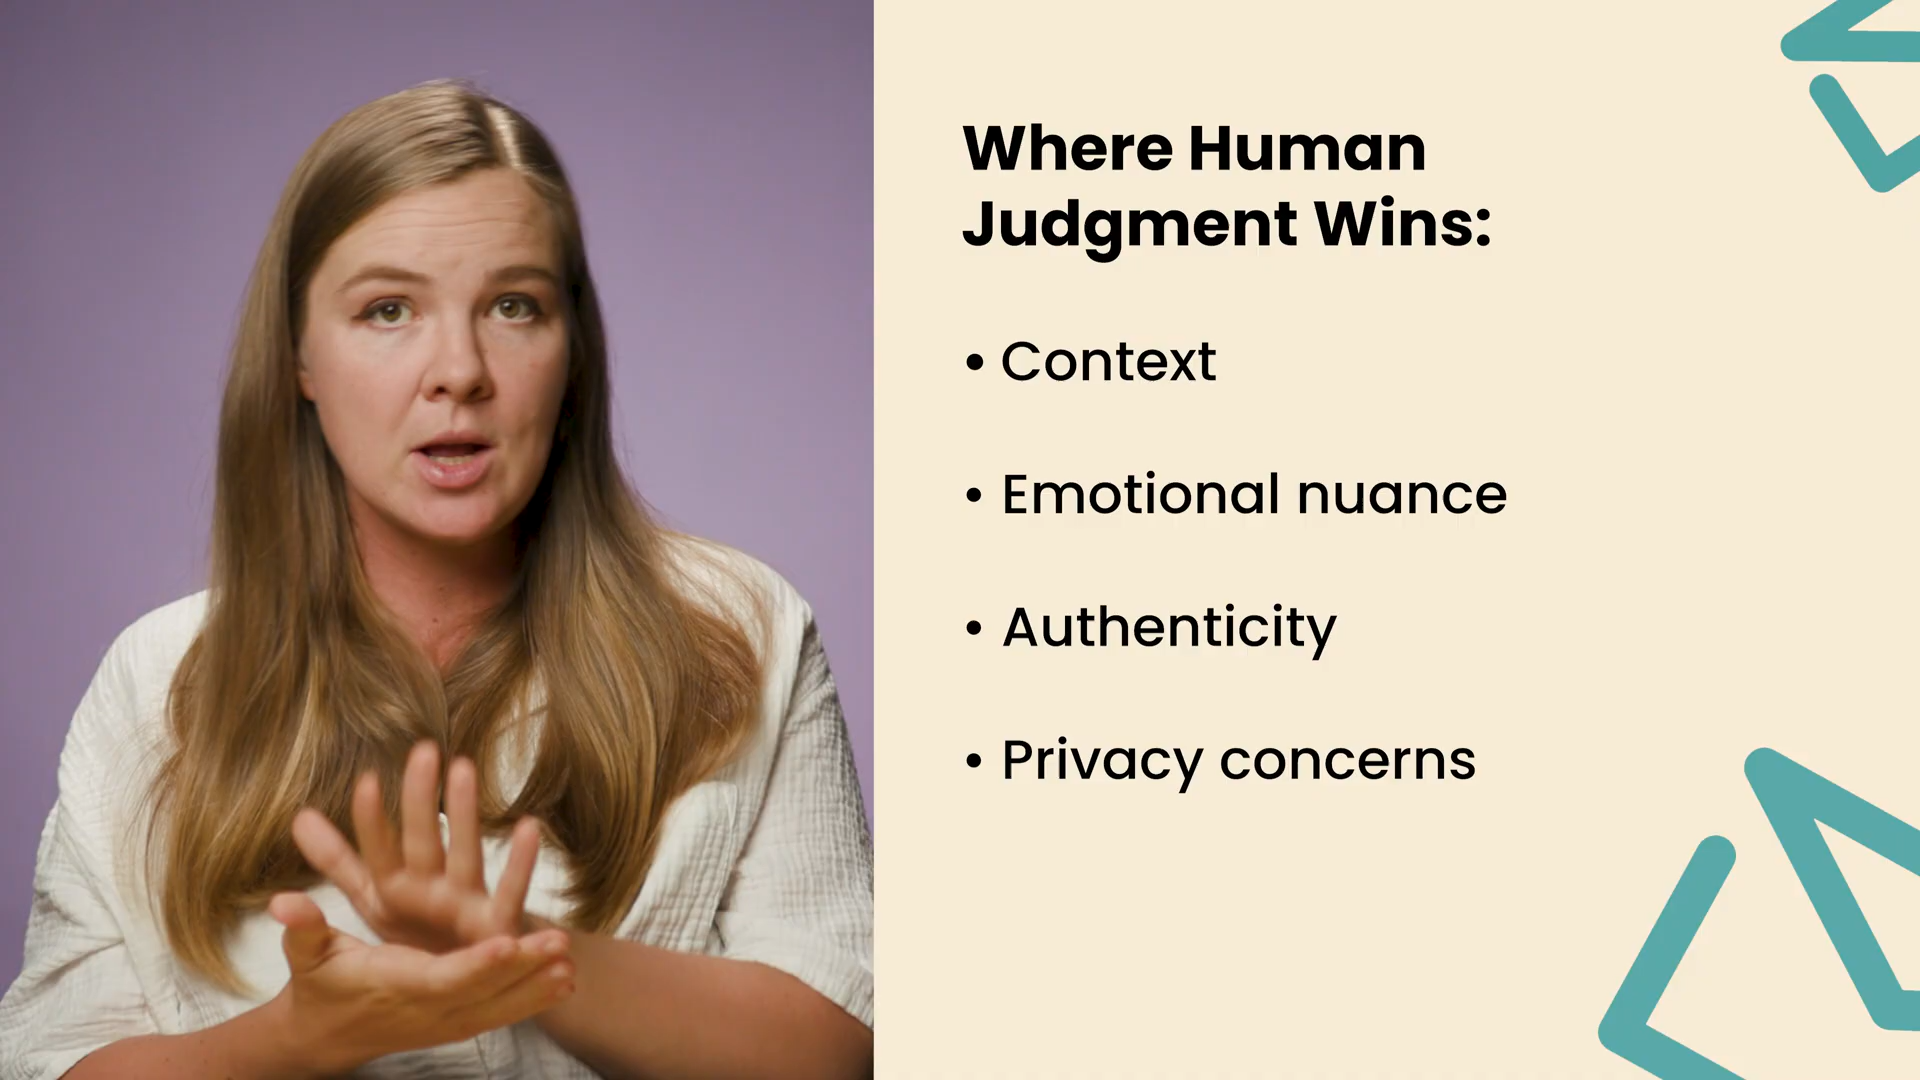 Where Human
Judgment Wins:
• Context
• Emotional nuance
• Authenticity
• Privacy concerns